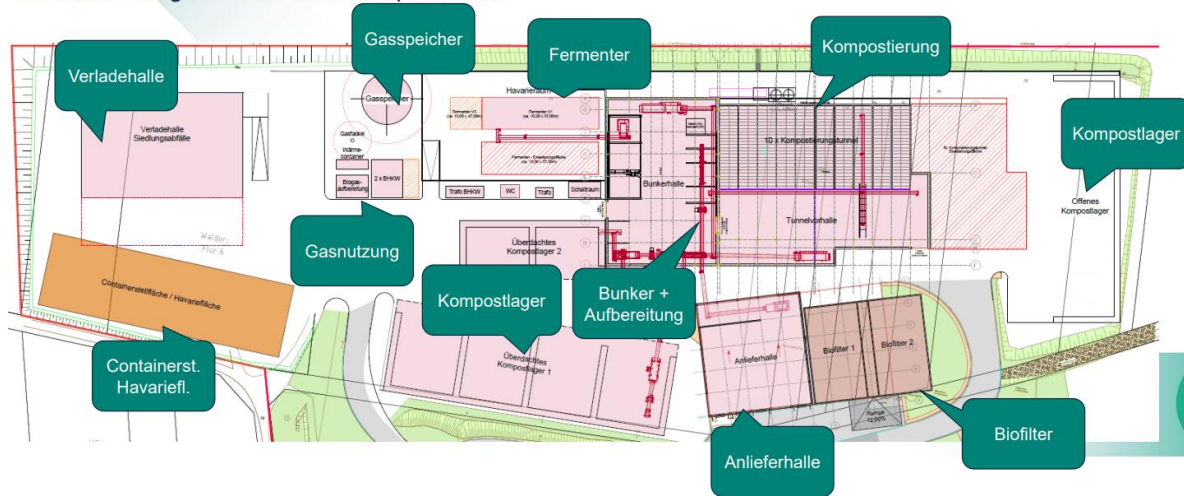 Gasspeicher
Fermenter
Kompostierung
Verladehalle
Kompostlager
Gasspeicher
Havarieraum
Verladehalle
Siedlungsabfälle
Gasfackel
Wärme-
container
Biogas-
aufbereitung
2 x BHKW
10 x Kompostierungstunnel
Bunkerhalle
Trafo BHKW
WC
Trafo
Schaltraum
Tunnelvorhalle
Offenes
Kompostlager
Flur 6
Gasnutzung
Überdachtes
Kompostlager 2
Containerstellfläche / Havariefläche
Kompostlager
Bunker +
Aufbereitung
Anlieferhalle
Biofilter 1
Biofilter 2
Überdachtes
Kompostlager 1
Containerst.
Havariefl.
Rampe
Biofilter
Anlieferhalle